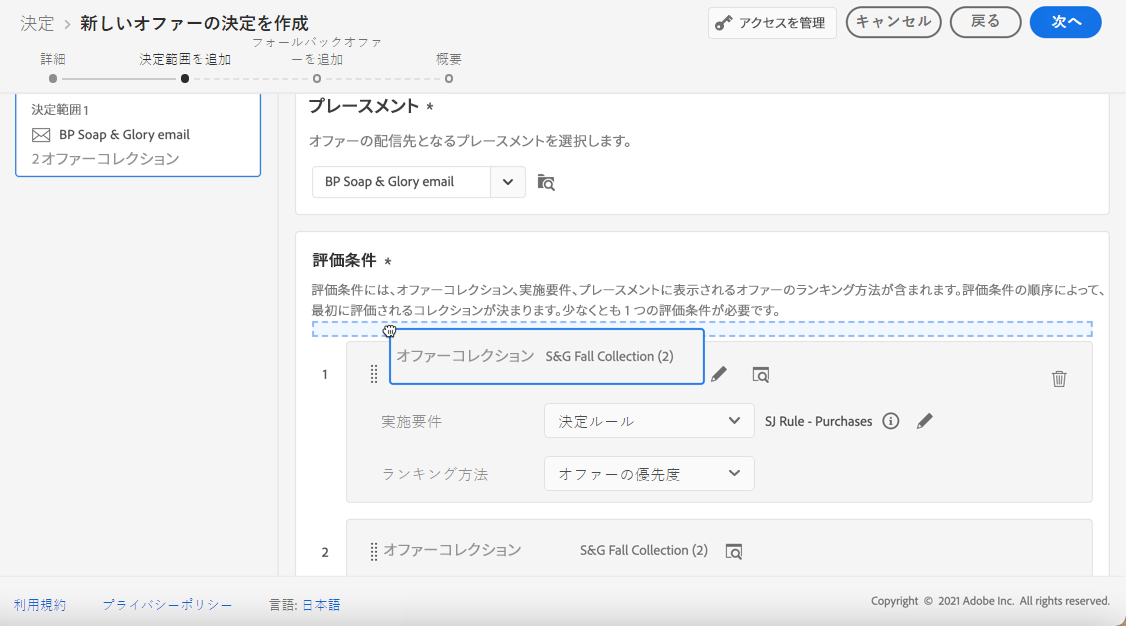 決定 > 新しいオファーの決定を作成
アクセスを管理
キャンセル
戻る
次へ
詳細
決定範囲を追加
フォールバックオファ
ーを追加
概要
決定範囲1
BP Soap & Glory email
2オファーコレクション
プレースメント *
オファーの配信先となるプレースメントを選択します。
BP Soap & Glory email
評価条件 *
評価条件には、オファーコレクション、実施要件、プレースメントに表示されるオファーのランキング方法が含まれます。評価条件の順序によって、
最初に評価されるコレクションが決まります。少なくとも 1 つの評価条件が必要です。
1
オファーコレクション S&G Fall Collection (2)
実施要件 決定ルール SJ Rule - Purchases
ランキング方法 オファーの優先度
2
オファーコレクション S&G Fall Collection (2)
利用規約 プライバシーポリシー 言語: 日本語
Copyright © 2021 Adobe Inc. All rights reserved.